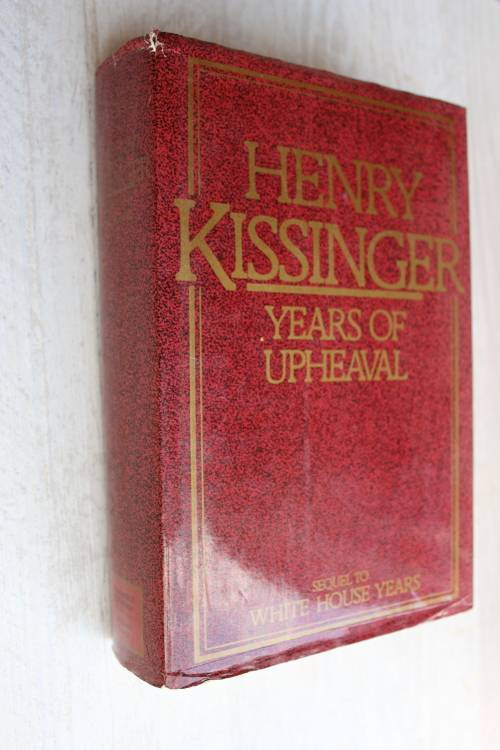 HENRY
KISSINGER
YEARS OF
UPHEAVAL
SEQUEL TO
WHITE HOUSE YEARS